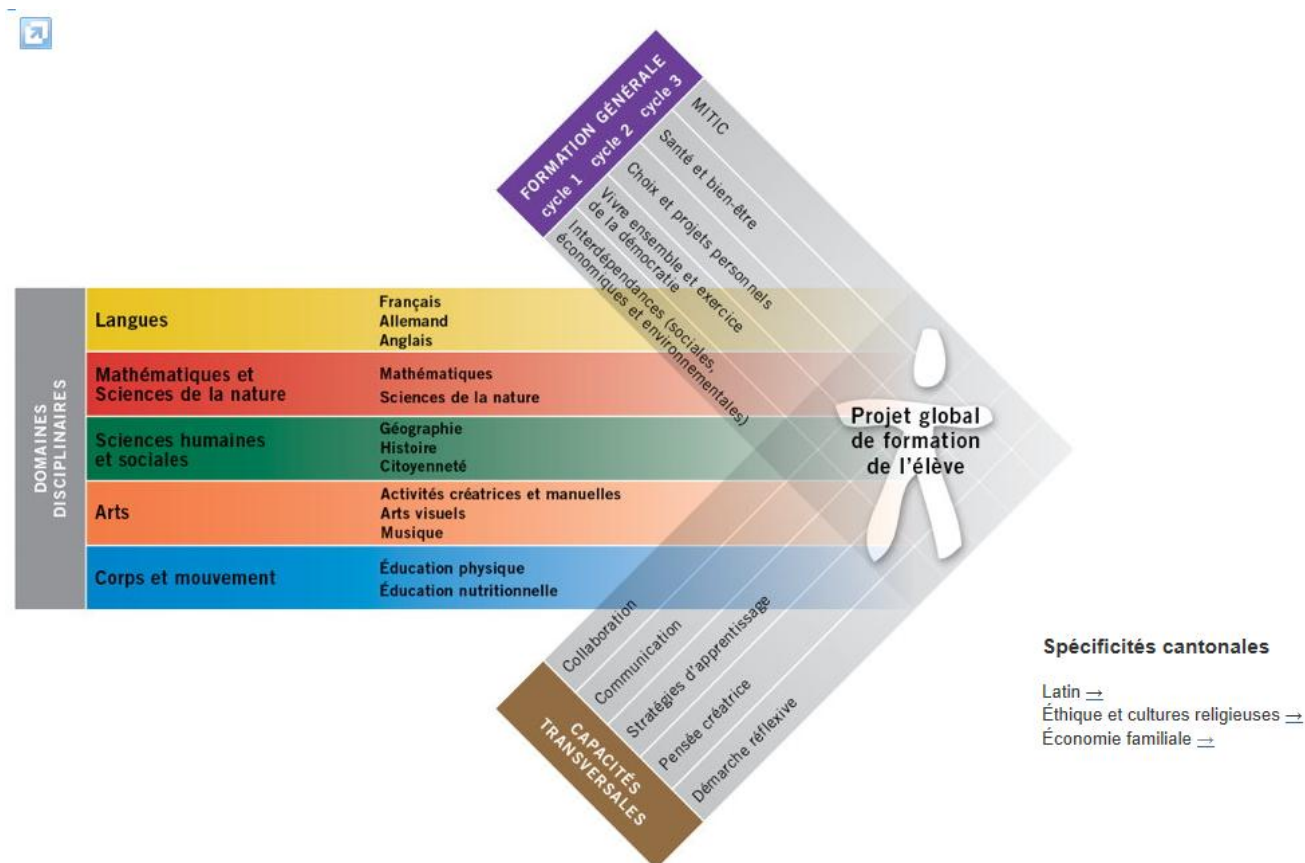 FORMATION GÉNÉRALE
cycle 1 cycle 2 cycle 3
MITIC
Santé et bien-être
Choix et projets personnels
Vivre ensemble et exercice
de la démocratie
Interdépendances (sociales,
économiques et environnementales)
DOMAINES
DISCIPLINAIRES
Langues
Français
Allemand
Anglais
Mathématiques et
Sciences de la nature
Mathématiques
Sciences de la nature
Sciences humaines
et sociales
Géographie
Histoire
Citoyenneté
Arts
Activités créatrices et manuelles
Arts visuels
Musique
Corps et mouvement
Éducation physique
Éducation nutritionnelle
Projet global
de formation
de l'élève
Collaboration
Communication
Stratégies d'apprentissage
Pensée créatrice
Démarche réflexive
CAPACITÉS
TRANSVERSALES
Spécificités cantonales
Latin →
Éthique et cultures religieuses →
Économie familiale →